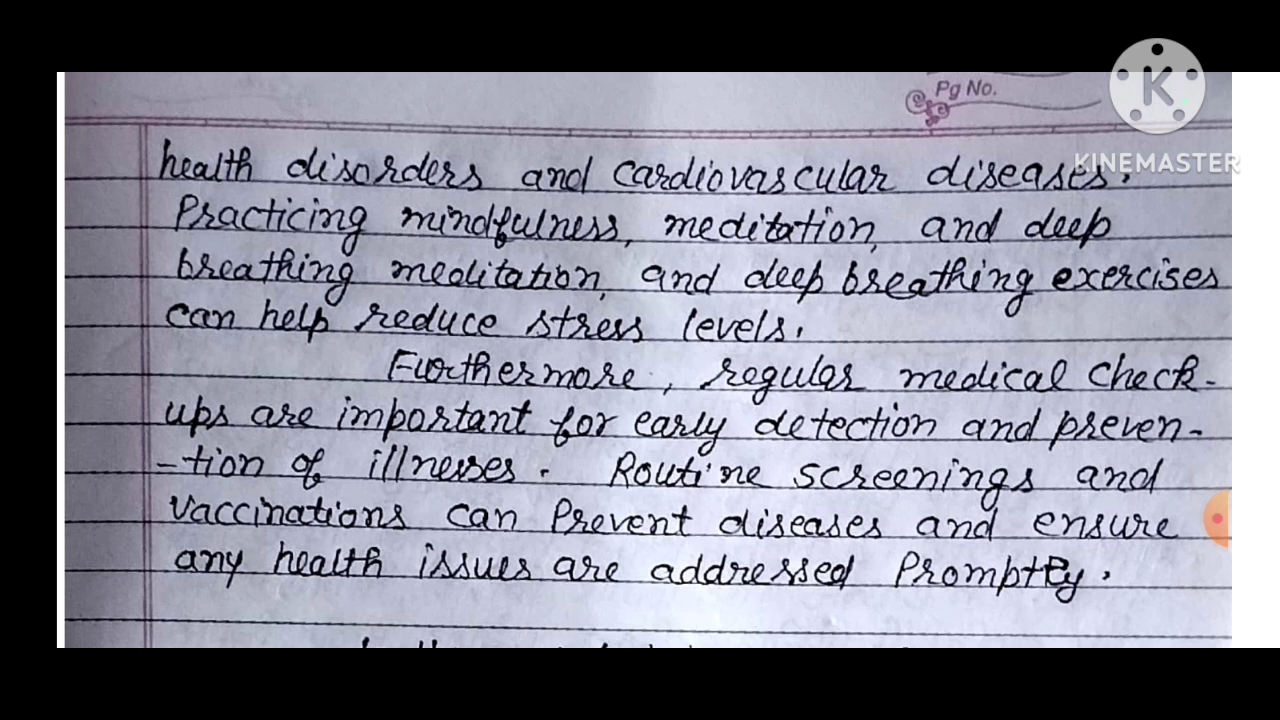 Pg No.
KINEMASTER
health disorders and cardiovascular diseases.
Practicing mindfulness, meditation, and deep
breathing meditation, and deep breathing exercises
can help reduce stress levels.
Furthermore, regular medical check-
ups are important for early detection and preven-
-tion of illnesses. Routine screenings and
vaccinations can prevent diseases and ensure
any health issues are addressed promptly.